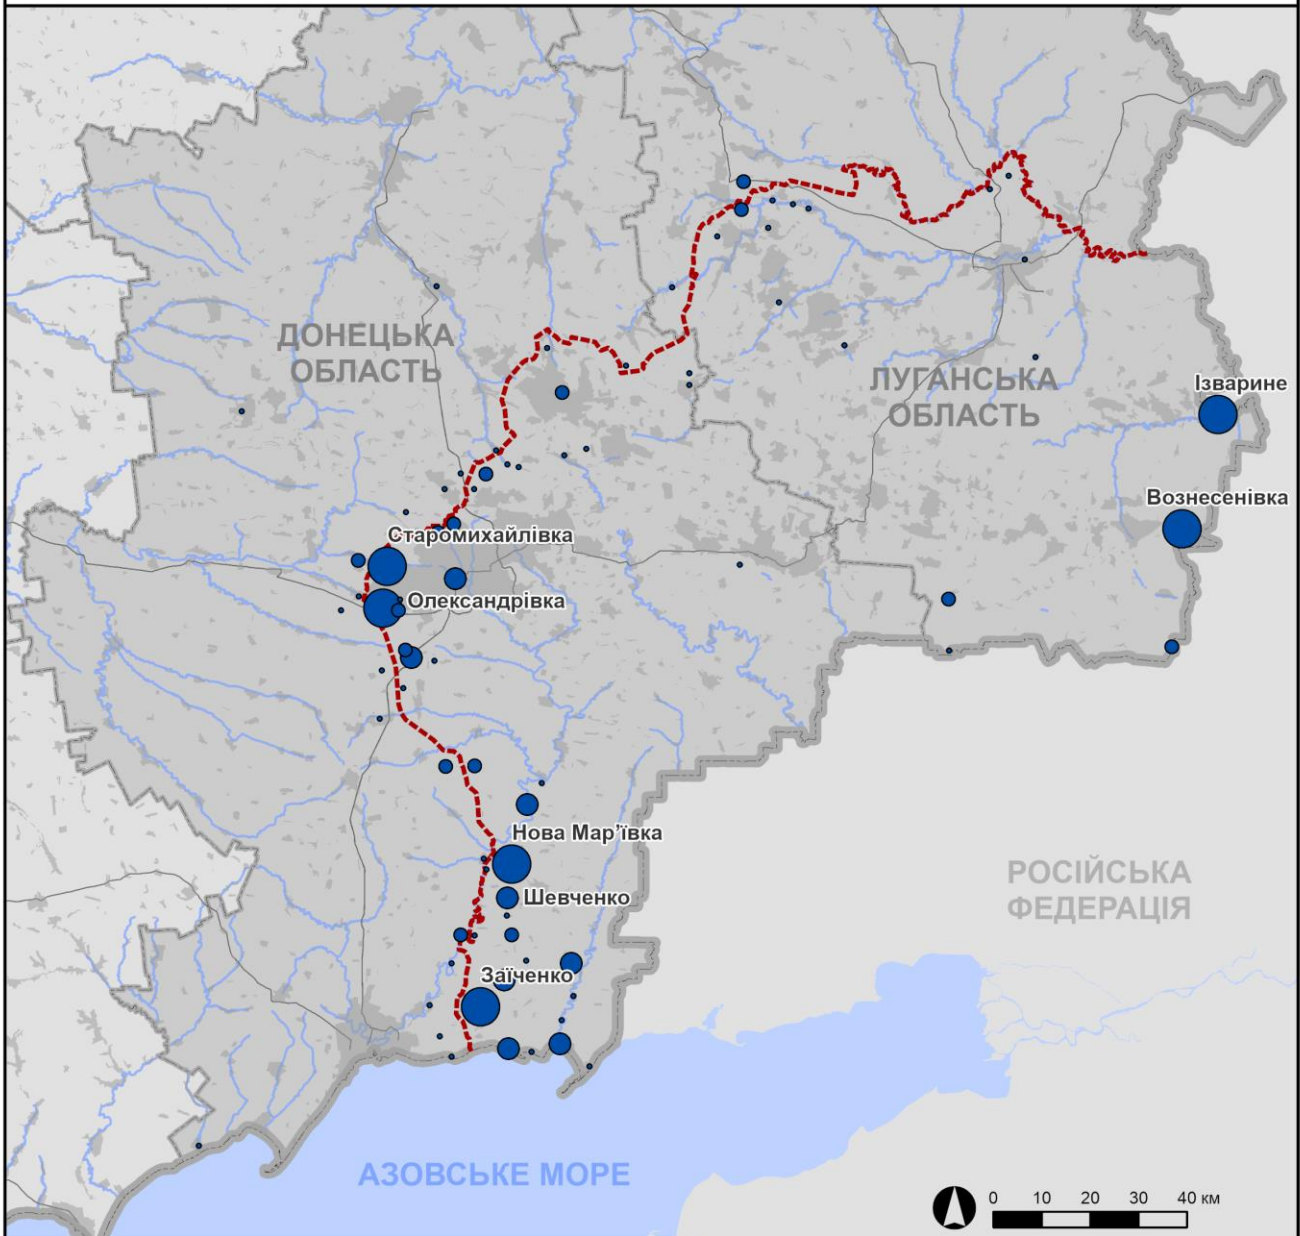 ДОНЕЦЬКА
ОБЛАСТЬ
ЛУГАНСЬКА
ОБЛАСТЬ
Ізварине
Вознесенівка
Старомихайлівка
Олександрівка
Нова Мар’ївка
Шевченко
РОСІЙСЬКА
ФЕДЕРАЦІЯ
Заїченко
АЗОВСЬКЕ МОРЕ
0 10 20 30 40 км